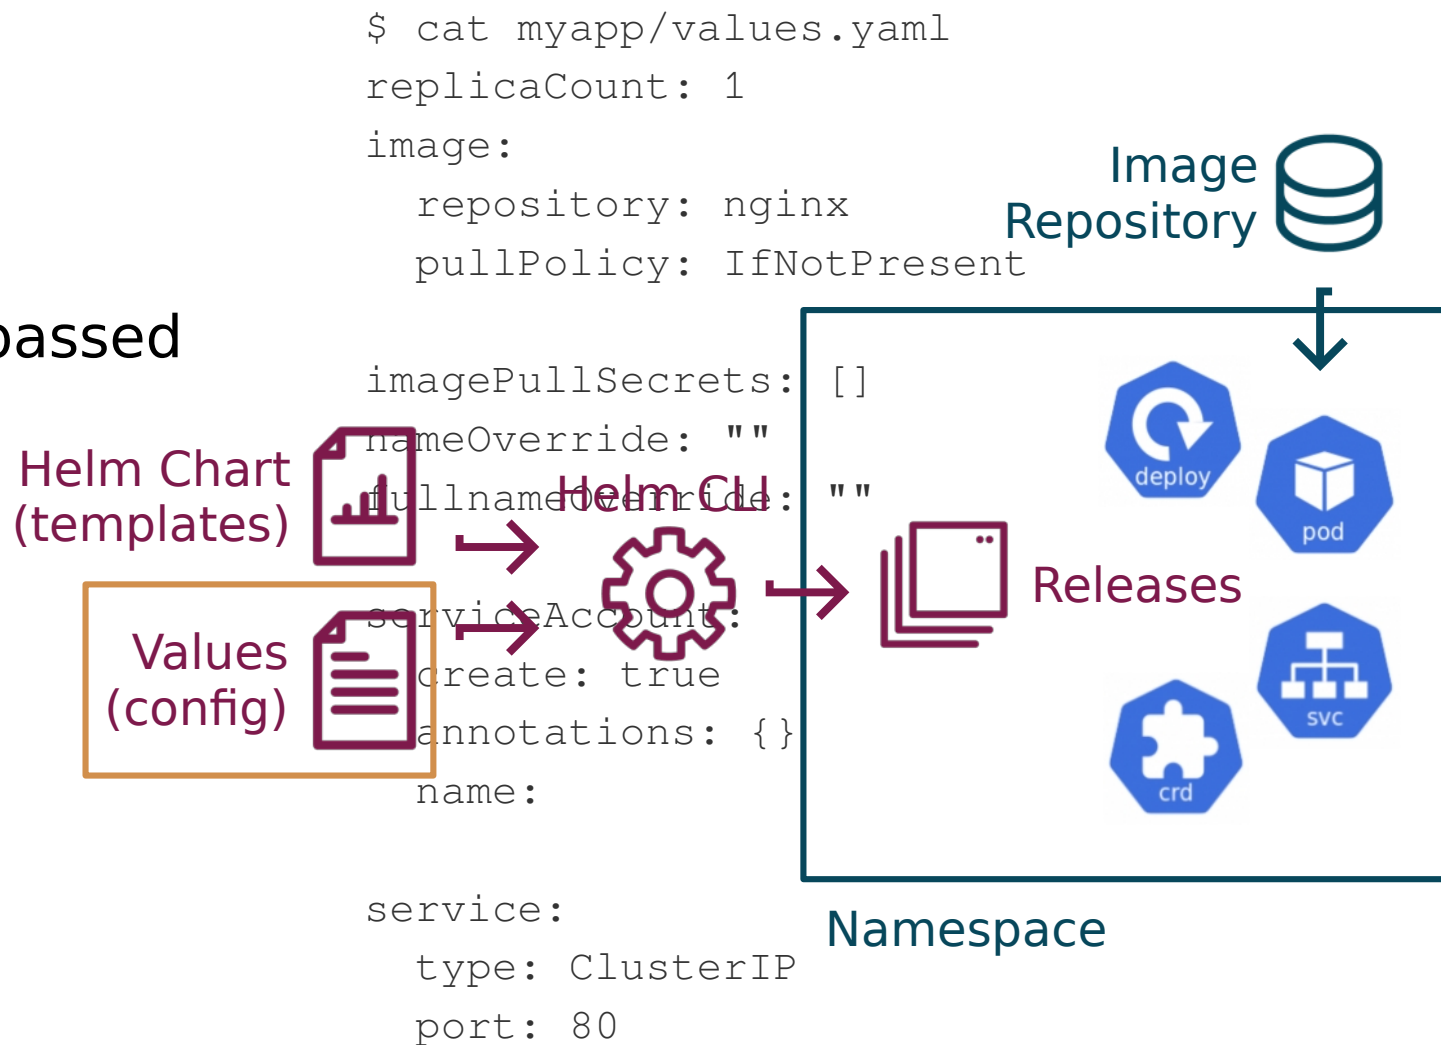 $ cat myapp/values.yaml
replicaCount: 1
image:
  repository: nginx
  pullPolicy: IfNotPresent
imagePullSecrets: []
nameOverride: ""
fullnameOverride: ""
serviceAccount:
  create: true
  annotations: {}
  name:
service:
  type: ClusterIP
  port: 80
passed
Helm Chart
(templates)
Values
(config)
Helm CLI
Releases
Image
Repository
deploy
pod
svc
crd
Namespace